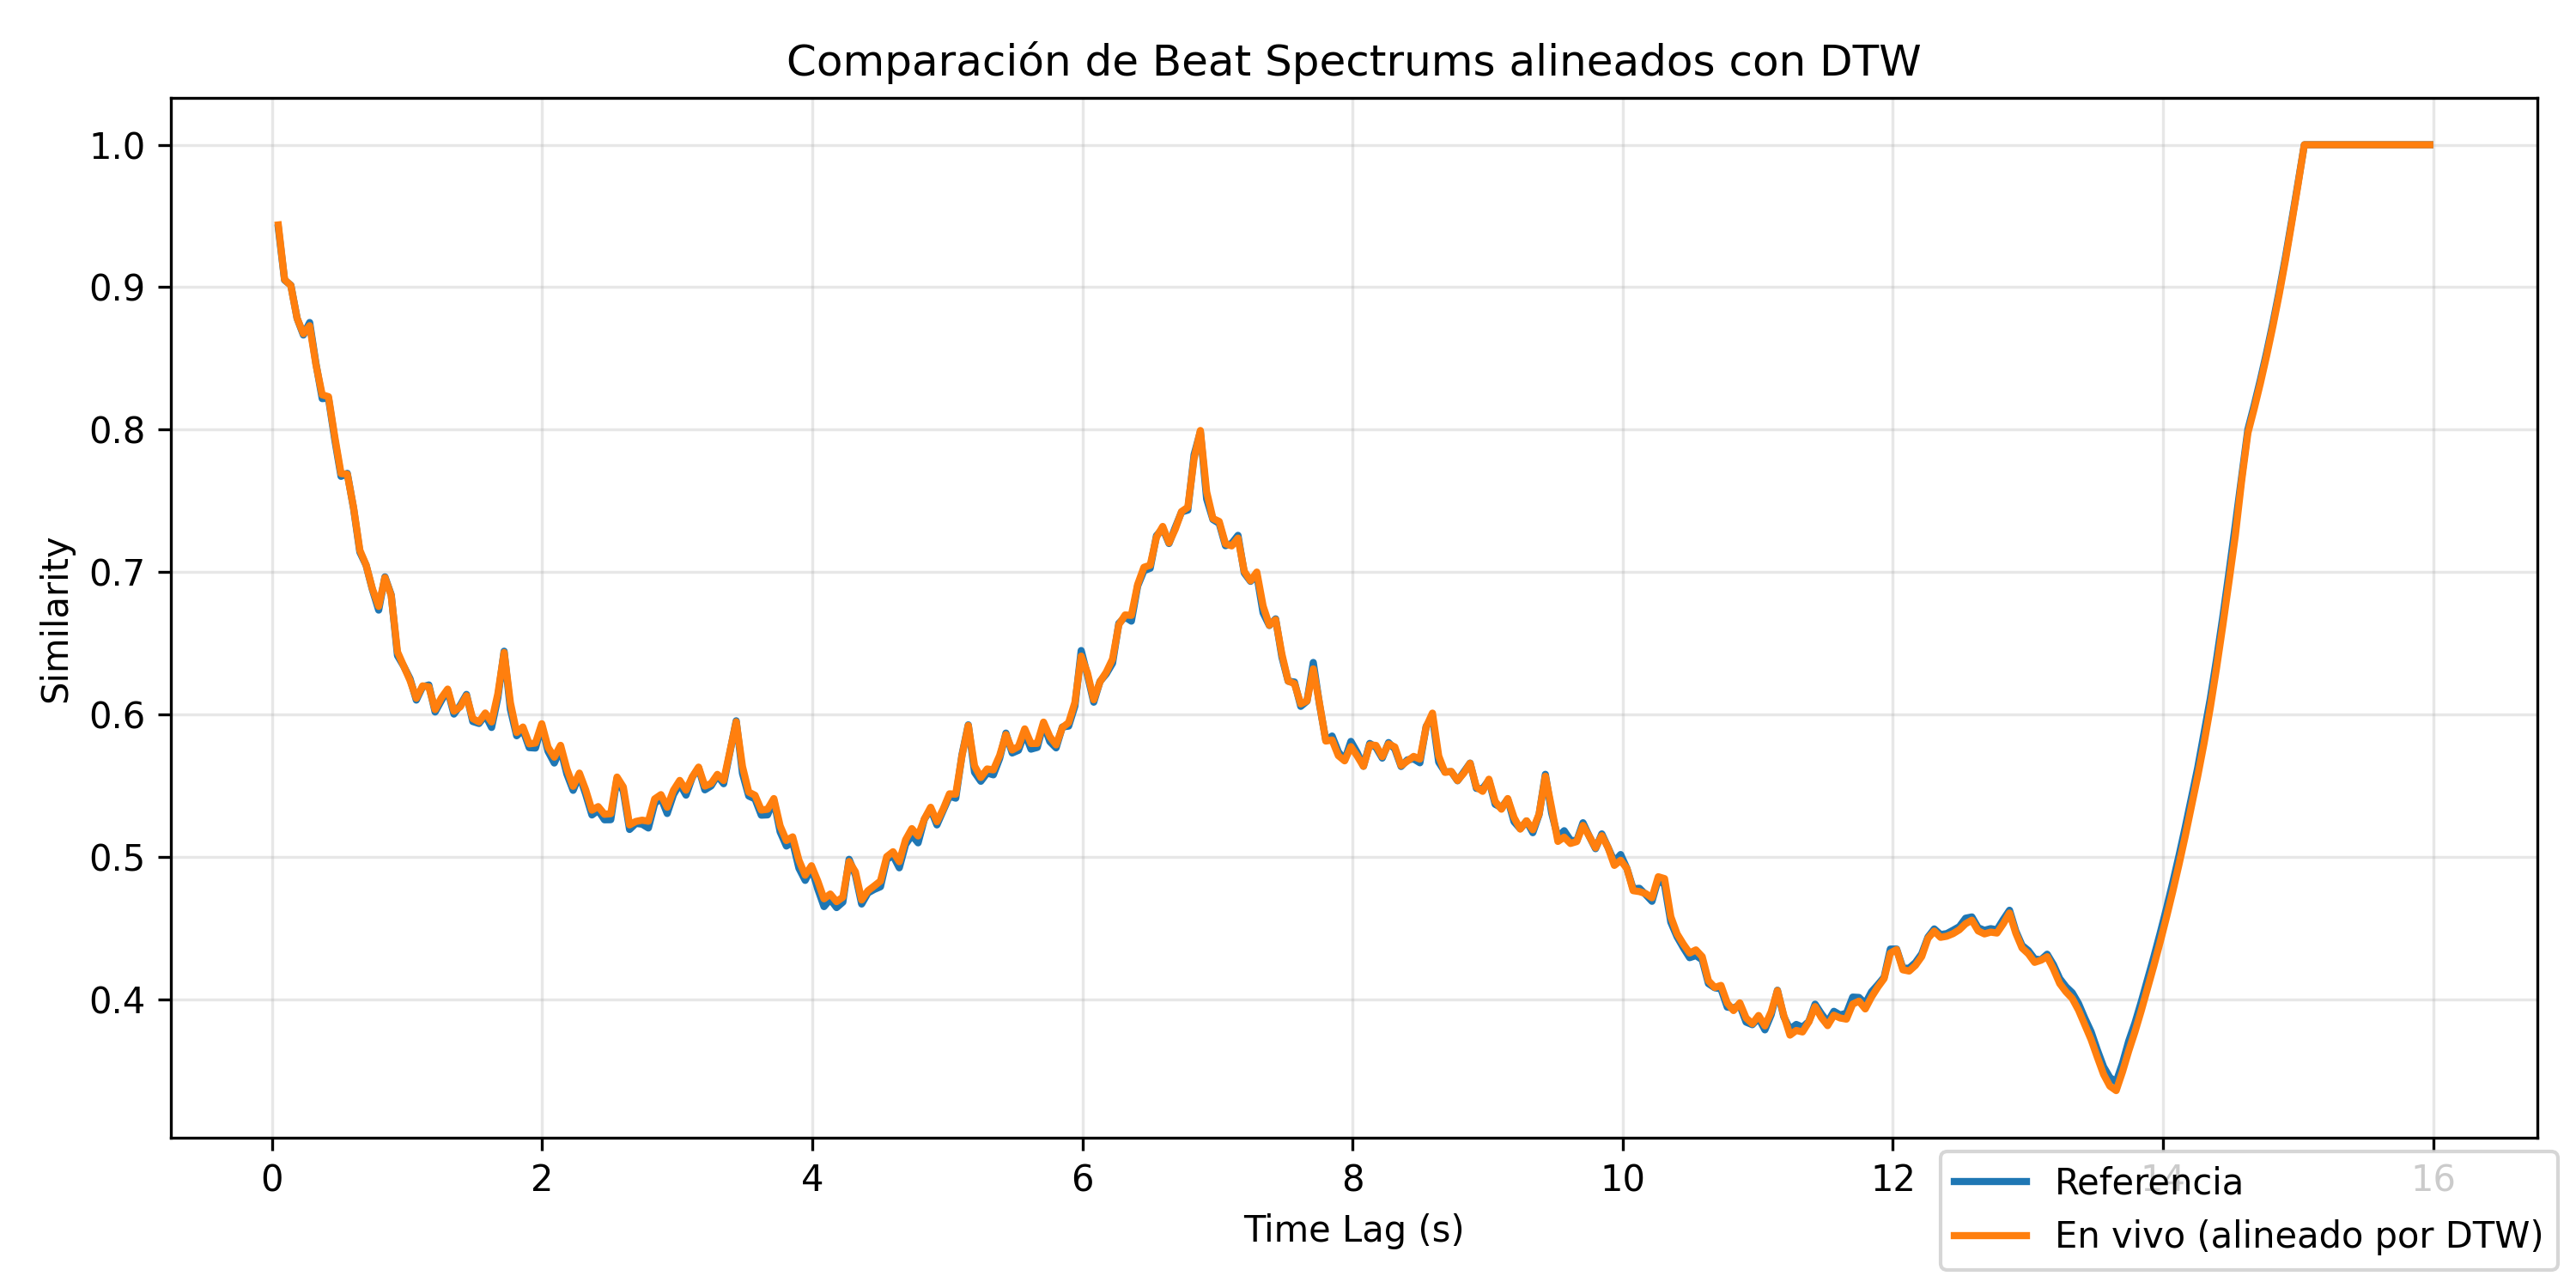 Comparación de Beat Spectrums alineados con DTW
1.0
0.9
0.8
0.7
0.6
0.5
0.4
Similarity
0 2 4 6 8 10 12 14 16
Time Lag (s)
Referencia
En vivo (alineado por DTW)